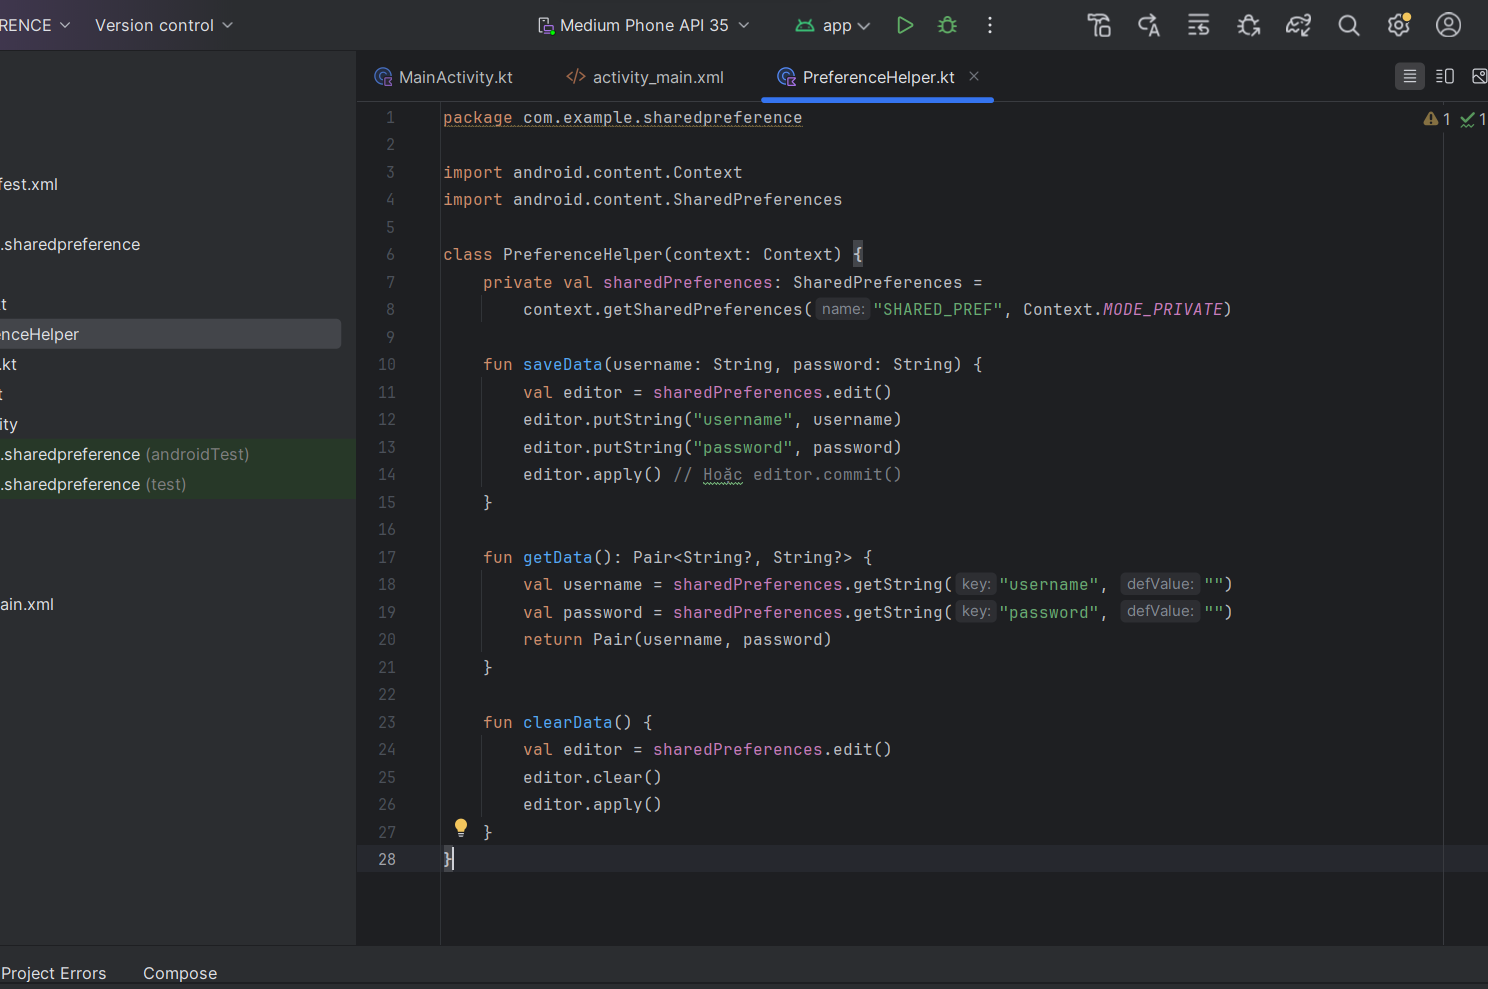 RENCE Version control Medium Phone API 35 app
MainActivity.kt </> activity_main.xml PreferenceHelper.kt ×
1 package com.example.sharedpreference 1 1
2
3 import android.content.Context
4 import android.content.SharedPreferences
5
6 class PreferenceHelper(context: Context) {
7 private val sharedPreferences: SharedPreferences =
8 context.getSharedPreferences( name: "SHARED_PREF", Context.MODE_PRIVATE)
9
10 fun saveData(username: String, password: String) {
11 val editor = sharedPreferences.edit()
12 editor.putString("username", username)
13 editor.putString("password", password)
14 editor.apply() // Hoặc editor.commit()
15 }
16
17 fun getData(): Pair<String?, String?> {
18 val username = sharedPreferences.getString( key: "username", defValue: "")
19 val password = sharedPreferences.getString( key: "password", defValue: "")
20 return Pair(username, password)
21 }
22
23 fun clearData() {
24 val editor = sharedPreferences.edit()
25 editor.clear()
26 editor.apply()
27 }
28 }
fest.xml
.sharedpreference
t
enceHelper
.kt
t
ity
.sharedpreference (androidTest)
.sharedpreference (test)
ain.xml
Project Errors Compose